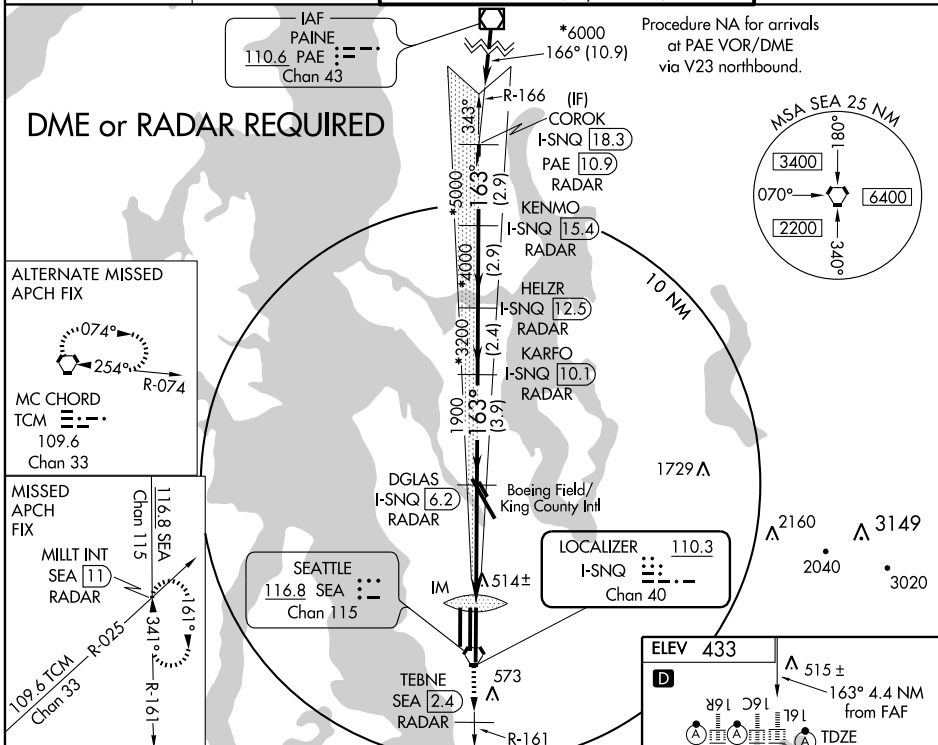 IAF
PAINE
110.6 PAE
Chan 43
*6000
166° (10.9)
Procedure NA for arrivals
at PAE VOR/DME
via V23 northbound.
DME or RADAR REQUIRED
R-166
343°
(IF)
COROK
I-SNQ 18.3
PAE 10.9
RADAR
*5000
163°
(2.9)
KENMO
I-SNQ 15.4
RADAR
*4000
(2.9)
HELZR
I-SNQ 12.5
RADAR
*3200
(2.4)
KARFO
I-SNQ 10.1
RADAR
1900
163°
(3.9)
MSA SEA 25 NM
180°
3400
070°
6400
2200
340°
10 NM
ALTERNATE MISSED
APCH FIX
074°
254°
R-074
MC CHORD
TCM
109.6
Chan 33
MISSED
APCH
FIX
116.8 SEA
Chan 115
MILLT INT
SEA 11
RADAR
161°
341°
R-025
109.6 TCM
Chan 33
R-161
DGLAS
I-SNQ 6.2
RADAR
Boeing Field/
King County Intl
1729
2160
3149
2040
3020
SEATTLE
116.8 SEA
Chan 115
IM
514±
LOCALIZER 110.3
I-SNQ
Chan 40
573
TEBNE
SEA 2.4
RADAR
R-161
ELEV 433
D
515 ±
163° 4.4 NM
from FAF
16R
16C
16L
A
A
A
TDZE